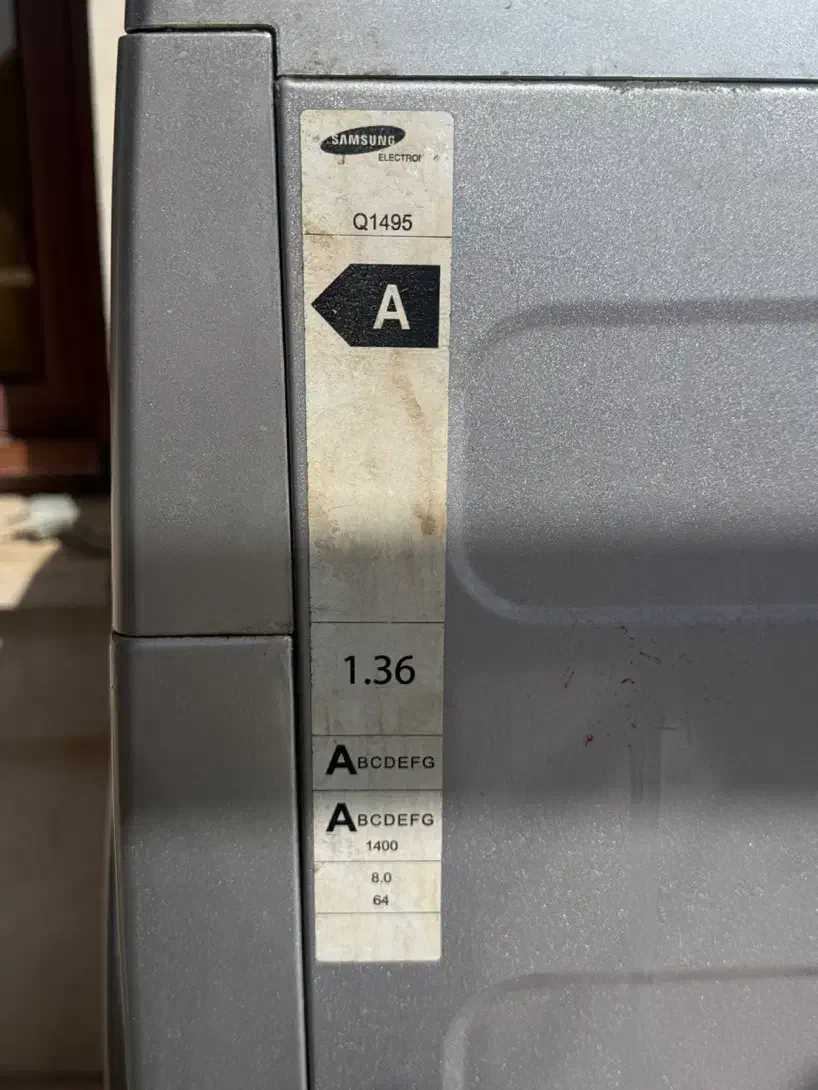 SAMSUNG
Q1495
A
1.36
ABCDEFG
ABCDEFG
1400
8.0
64